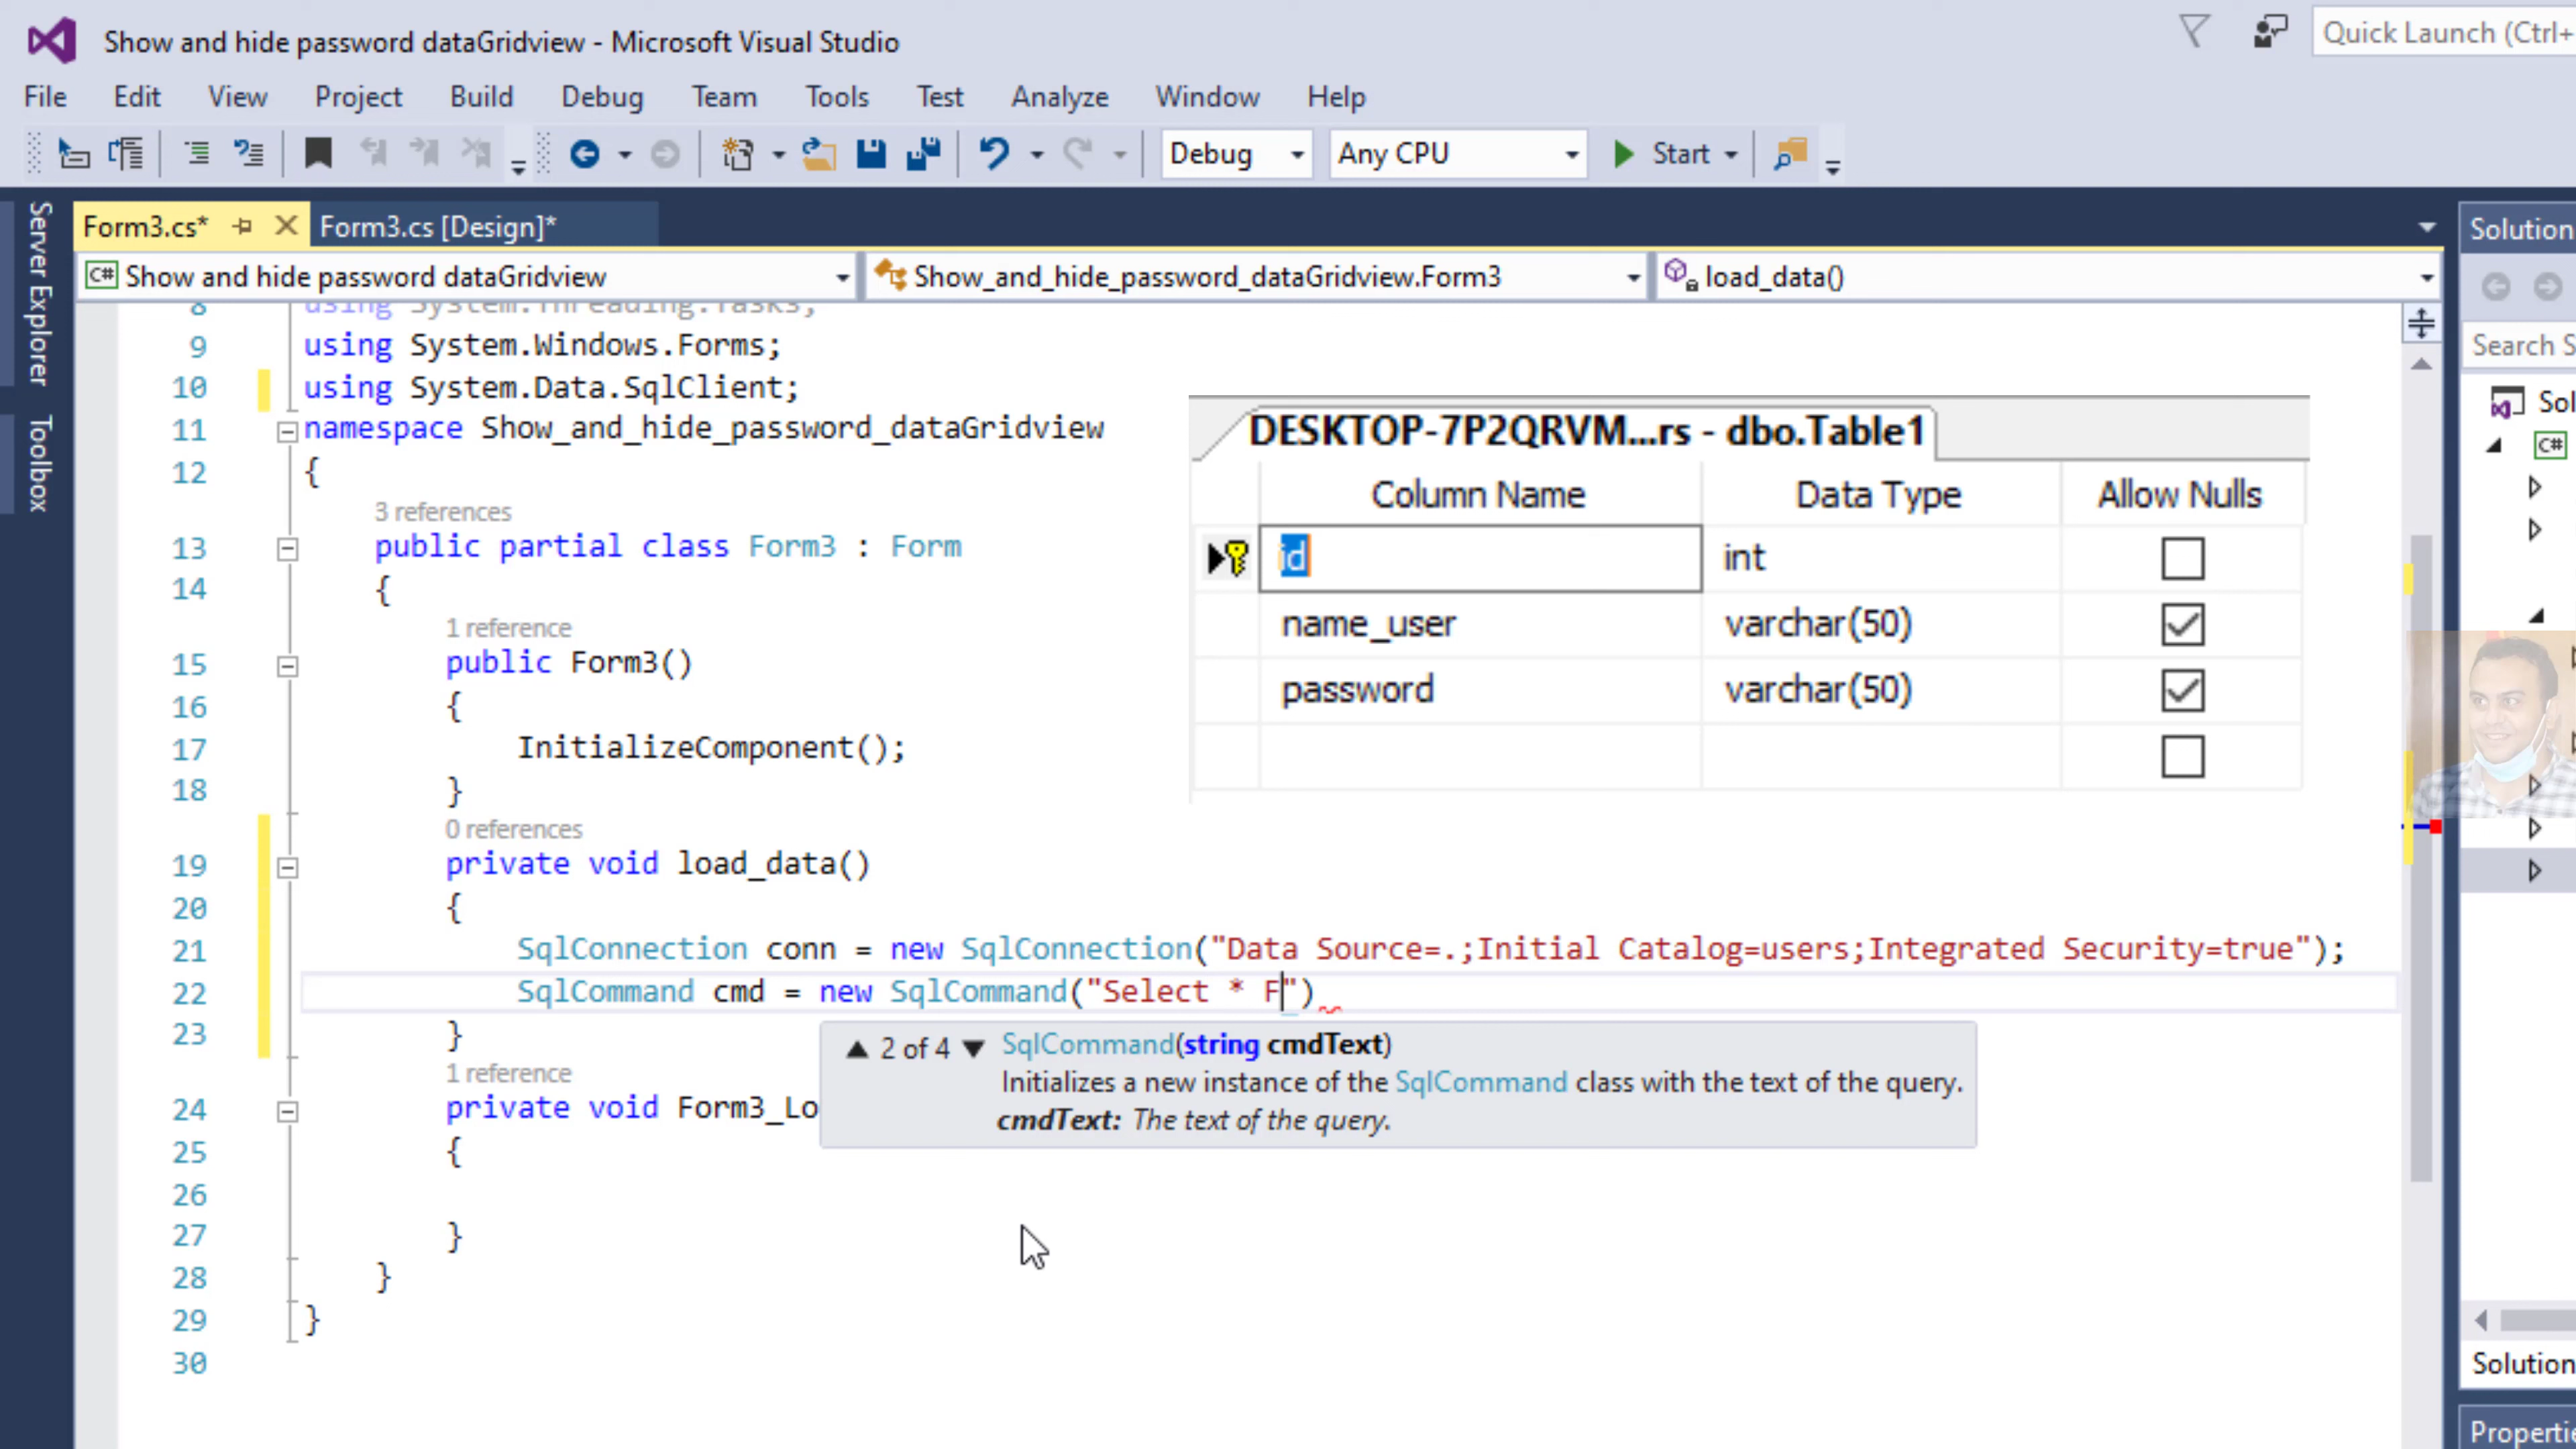 Show and hide password dataGridview - Microsoft Visual Studio
Quick Launch (Ctrl+
File Edit View Project Build Debug Team Tools Test Analyze Window Help
Debug Any CPU Start
Server Explorer
Toolbox
Form3.cs* Form3.cs [Design]*
Solution
C# Show and hide password dataGridview Show_and_hide_password_dataGridview.Form3 load_data()
Search S
8 using System.Threading.Tasks;
9 using System.Windows.Forms;
10 using System.Data.SqlClient;
11 namespace Show_and_hide_password_dataGridview
12 {
3 references
13 public partial class Form3 : Form
14 {
1 reference
15 public Form3()
16 {
17 InitializeComponent();
18 }
0 references
19 private void load_data()
20 {
21 SqlConnection conn = new SqlConnection("Data Source=.;Initial Catalog=users;Integrated Security=true");
22 SqlCommand cmd = new SqlCommand("Select * F")
23 }
1 reference
24 private void Form3_Lo
25 {
26
27 }
28 }
29 }
30
DESKTOP-7P2QRVM...rs - dbo.Table1
Column Name Data Type Allow Nulls
id int
name_user varchar(50)
password varchar(50)
2 of 4 SqlCommand(string cmdText)
Initializes a new instance of the SqlCommand class with the text of the query.
cmdText: The text of the query.
Sol
C#
Solution
Properti